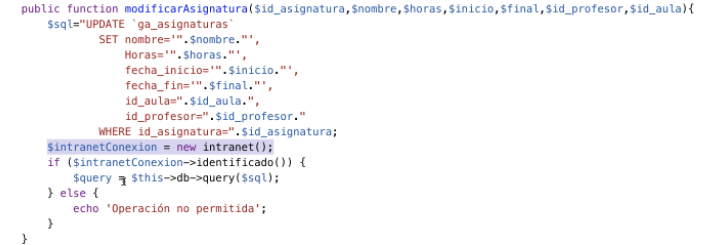 public function modificarAsignatura($id_asignatura,$nombre,$horas,$inicio,$final,$id_profesor,$id_aula){
$sql="UPDATE `ga_asignaturas`
SET nombre='".$nombre."',
Horas='".$horas."',
fecha_inicio='".$inicio."',
fecha_fin='".$final."',
id_aula=".$id_aula.",
id_profesor=".$id_profesor."
WHERE id_asignatura=".$id_asignatura;
$intranetConexion = new intranet();
if ($intranetConexion->identificado()) {
$query = $this->db->query($sql);
} else {
echo 'Operación no permitida';
}
}